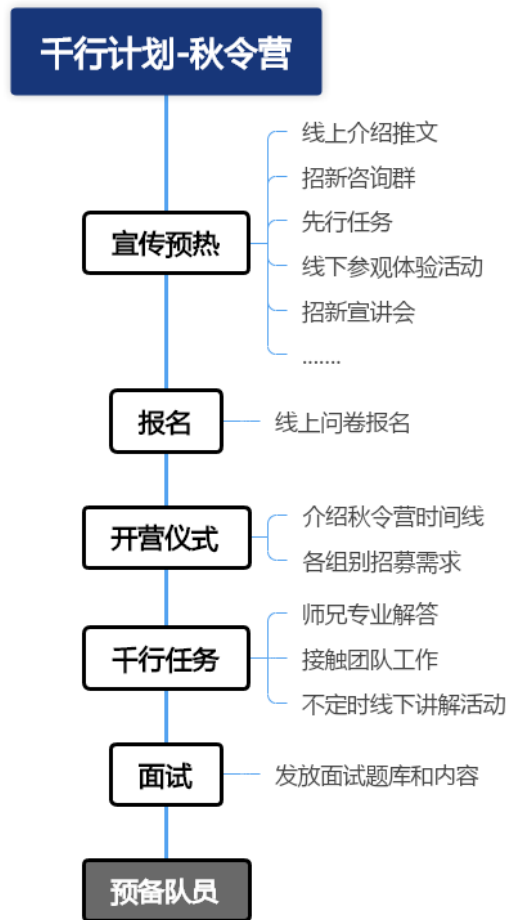 千行计划-秋令营
宣传预热
线上介绍推文
招新咨询群
先行任务
线下参观体验活动
招新宣讲会
.......
报名
线上问卷报名
开营仪式
介绍秋令营时间线
各组别招募需求
千行任务
师兄专业解答
接触团队工作
不定时线下讲解活动
面试
发放面试题库和内容
预备队员